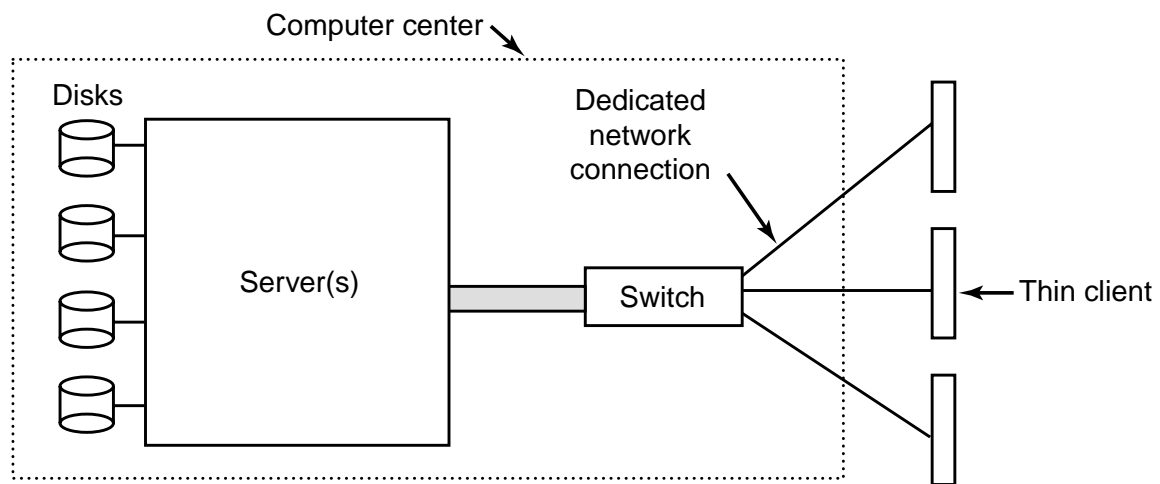 Computer center
Disks
Dedicated
network
connection
Server(s)
Switch
Thin client